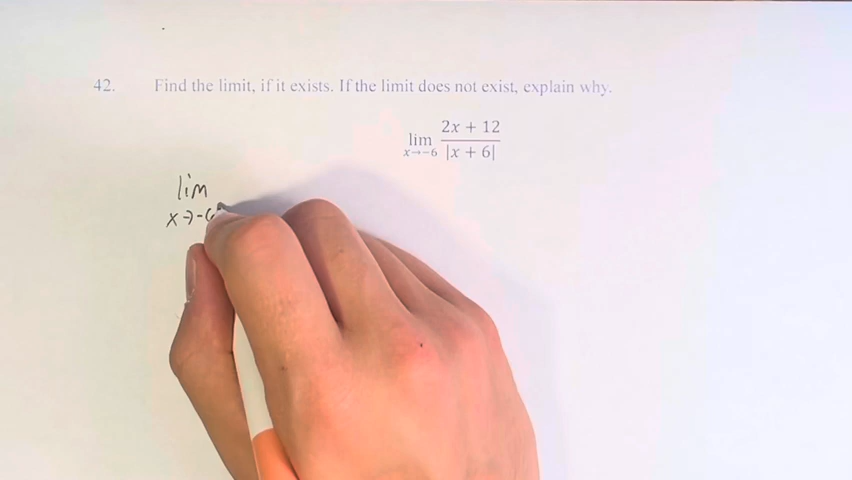 42. Find the limit, if it exists. If the limit does not exist, explain why.
lim x→−6 (2x + 12)/|x + 6|
lim
x→-6